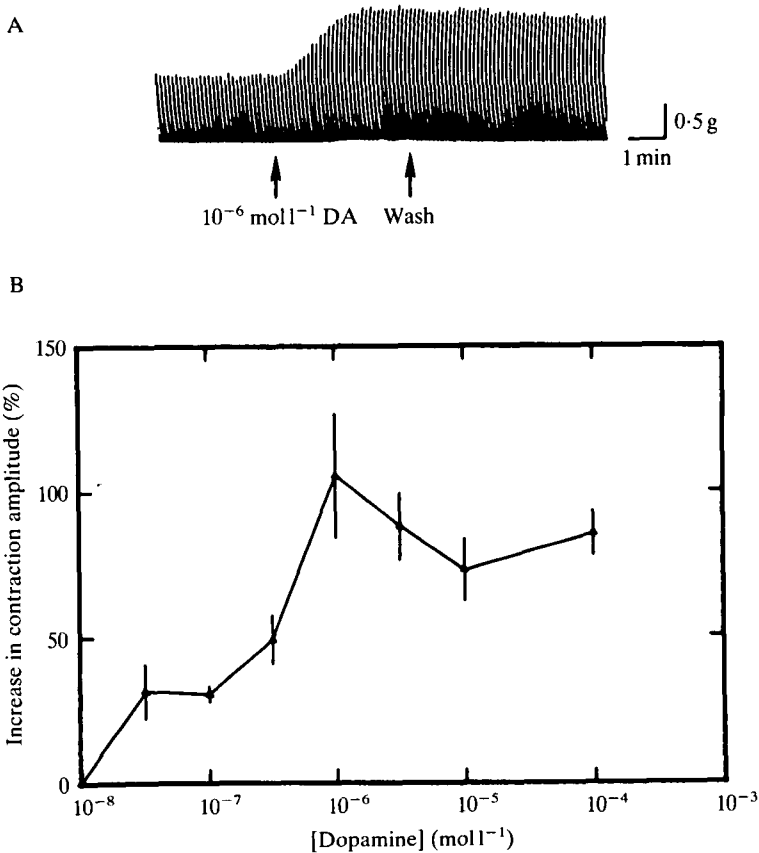 A
0·5 g
1 min
10⁻⁶ mol l⁻¹ DA Wash
B
Increase in contraction amplitude (%)
150
100
50
0
10⁻⁸ 10⁻⁷ 10⁻⁶ 10⁻⁵ 10⁻⁴ 10⁻³
[Dopamine] (mol l⁻¹)